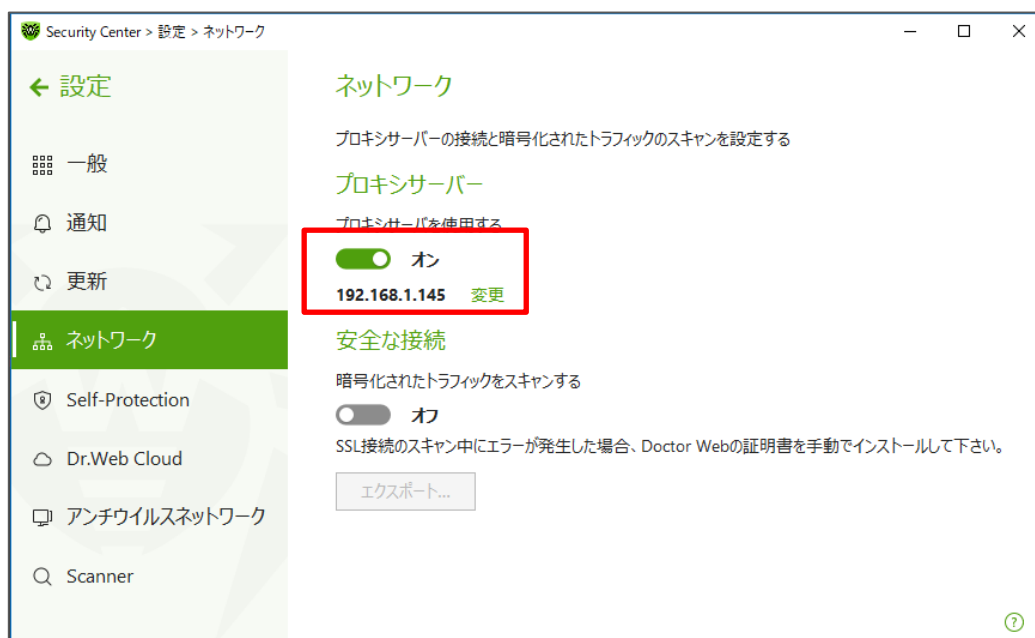 Security Center > 設定 > ネットワーク
設定
一般
通知
更新
ネットワーク
Self-Protection
Dr.Web Cloud
アンチウイルスネットワーク
Scanner
ネットワーク
プロキシサーバーの接続と暗号化されたトラフィックのスキャンを設定する
プロキシサーバー
プロキシサーバを使用する
オン
192.168.1.145 変更
安全な接続
暗号化されたトラフィックをスキャンする
オフ
SSL接続のスキャン中にエラーが発生した場合、Doctor Webの証明書を手動でインストールして下さい。
エクスポート...
?